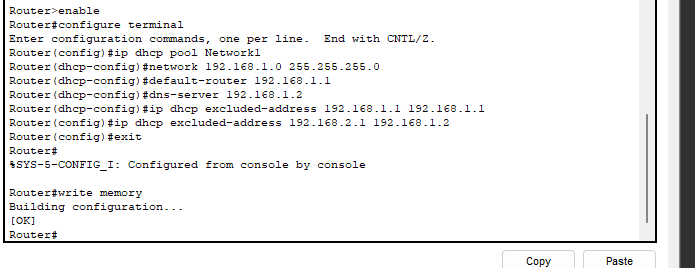 Router>enable
Router#configure terminal
Enter configuration commands, one per line.  End with CNTL/Z.
Router(config)#ip dhcp pool Network1
Router(dhcp-config)#network 192.168.1.0 255.255.255.0
Router(dhcp-config)#default-router 192.168.1.1
Router(dhcp-config)#dns-server 192.168.1.2
Router(dhcp-config)#ip dhcp excluded-address 192.168.1.1 192.168.1.1
Router(config)#ip dhcp excluded-address 192.168.2.1 192.168.1.2
Router(config)#exit
Router#
%SYS-5-CONFIG_I: Configured from console by console
Router#write memory
Building configuration...
[OK]
Router#
Copy Paste